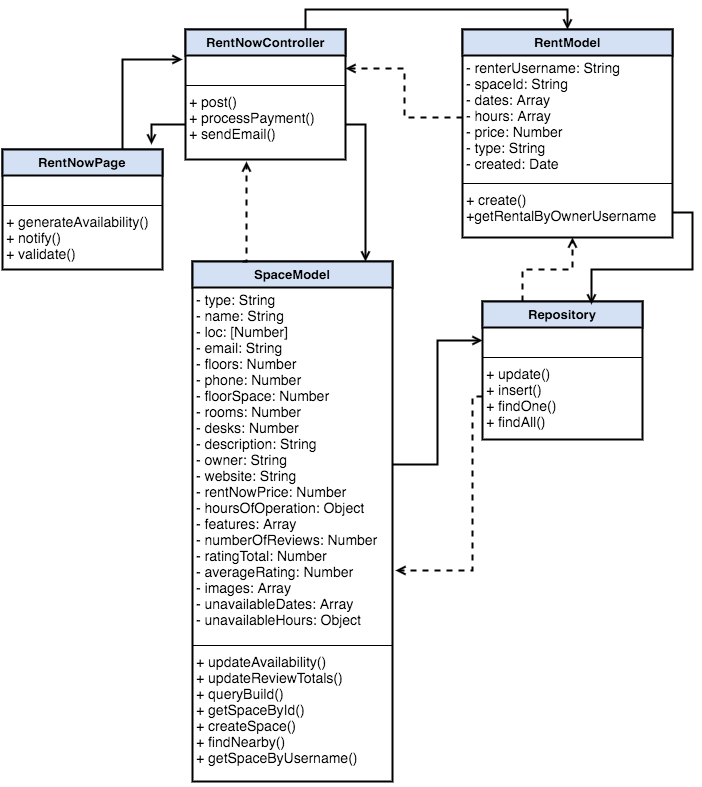 RentNowController
+ post()
+ processPayment()
+ sendEmail()
RentModel
- renterUsername: String
- spaceId: String
- dates: Array
- hours: Array
- price: Number
- type: String
- created: Date
+ create()
+getRentalByOwnerUsername
RentNowPage
+ generateAvailability()
+ notify()
+ validate()
SpaceModel
- type: String
- name: String
- loc: [Number]
- email: String
- floors: Number
- phone: Number
- floorSpace: Number
- rooms: Number
- desks: Number
- description: String
- owner: String
- website: String
- rentNowPrice: Number
- hoursOfOperation: Object
- features: Array
- numberOfReviews: Number
- ratingTotal: Number
- averageRating: Number
- images: Array
- unavailableDates: Array
- unavailableHours: Object
+ updateAvailability()
+ updateReviewTotals()
+ queryBuild()
+ getSpaceById()
+ createSpace()
+ findNearby()
+ getSpaceByUsername()
Repository
+ update()
+ insert()
+ findOne()
+ findAll()